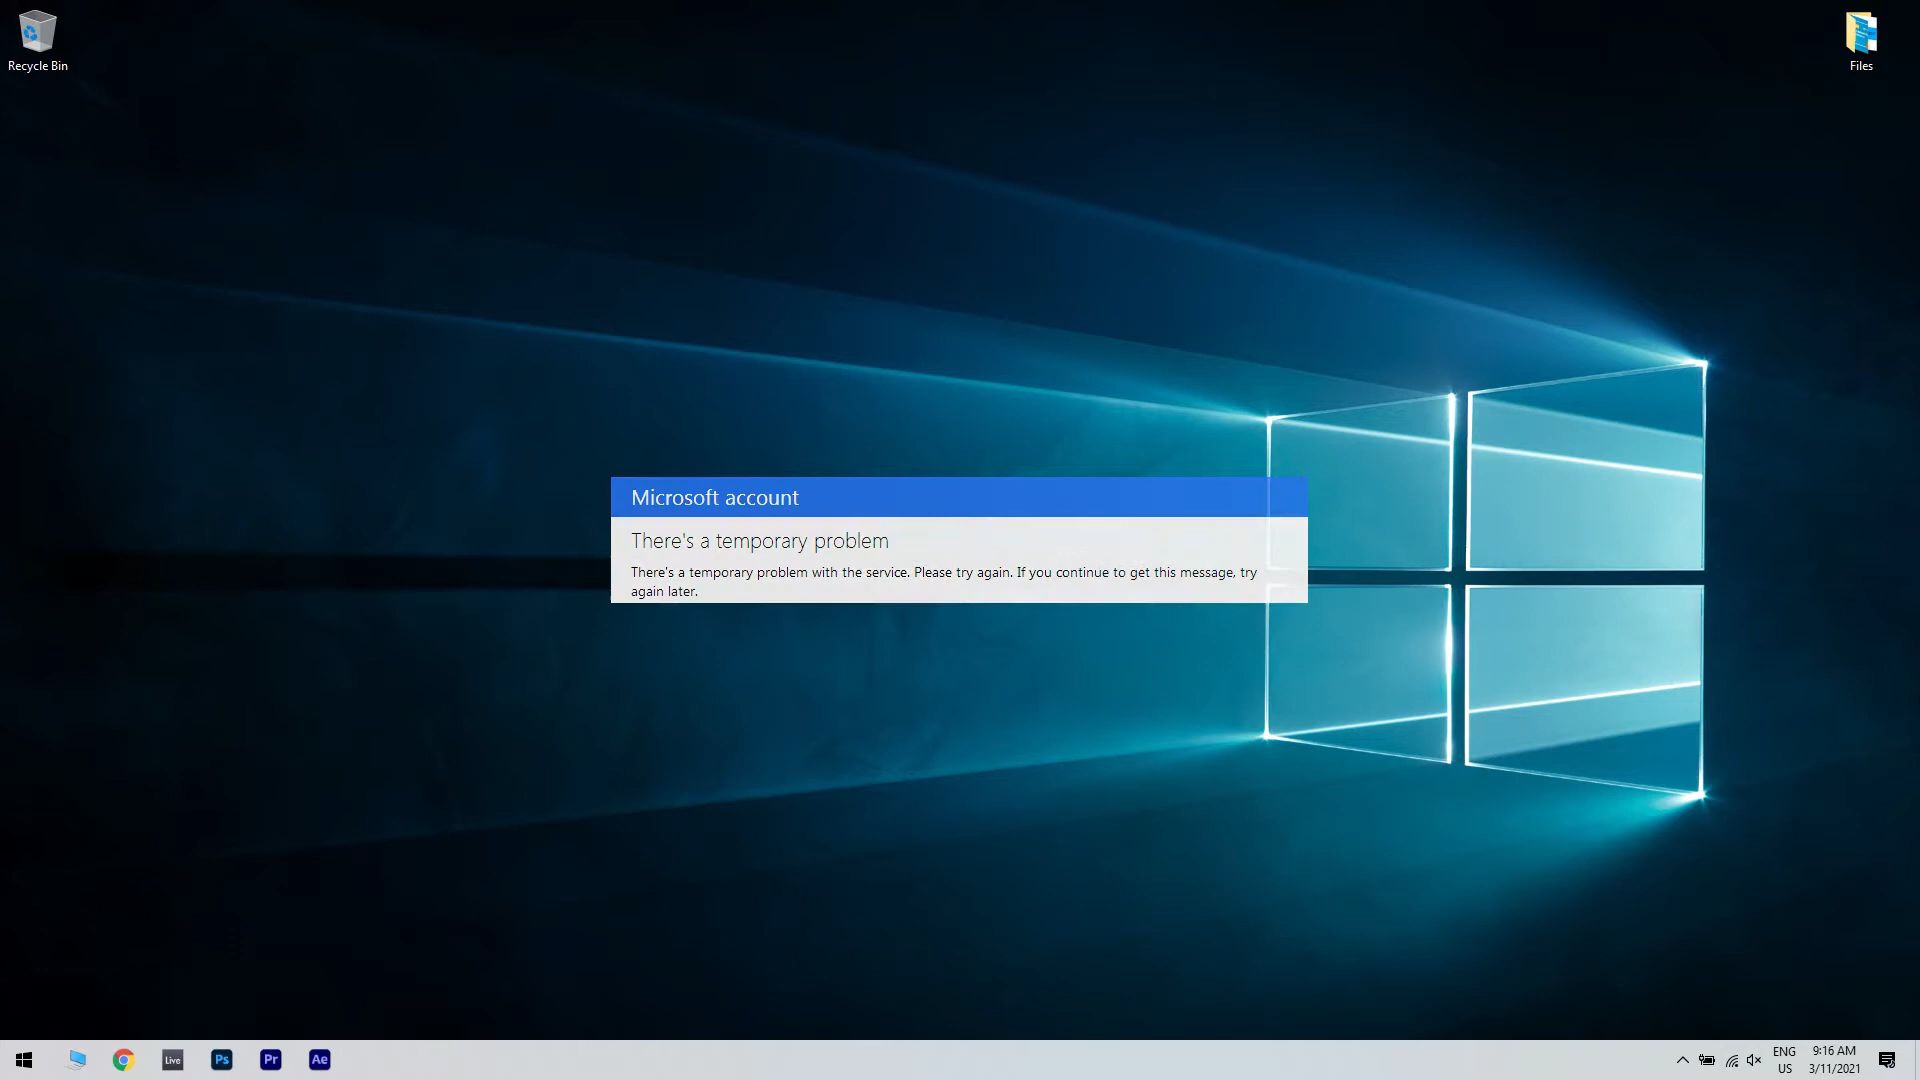 Recycle Bin
Files
Microsoft account
There's a temporary problem
There's a temporary problem with the service. Please try again. If you continue to get this message, try
again later.
Live
Ps
Pr
Ae
ENG
US
9:16 AM
3/11/2021